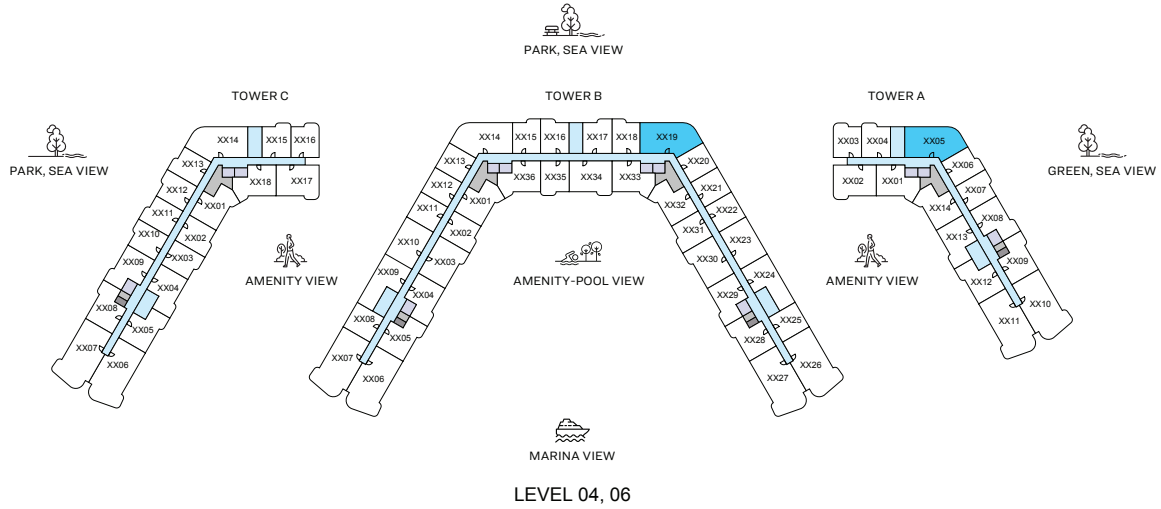 PARK, SEA VIEW
TOWER C
TOWER B
TOWER A
PARK, SEA VIEW
GREEN, SEA VIEW
XX14
XX15
XX16
XX13
XX18
XX17
XX12
XX01
XX11
XX02
XX10
XX03
XX09
XX04
XX08
XX05
XX07
XX06
XX14
XX15
XX16
XX17
XX18
XX19
XX13
XX36
XX35
XX34
XX33
XX20
XX12
XX01
XX32
XX21
XX11
XX02
XX31
XX22
XX10
XX03
XX30
XX23
XX09
XX04
XX29
XX24
XX08
XX05
XX28
XX25
XX07
XX06
XX27
XX26
XX03
XX04
XX05
XX02
XX01
XX06
XX14
XX07
XX13
XX08
XX12
XX09
XX11
XX10
AMENITY VIEW
AMENITY-POOL VIEW
AMENITY VIEW
MARINA VIEW
LEVEL 04, 06